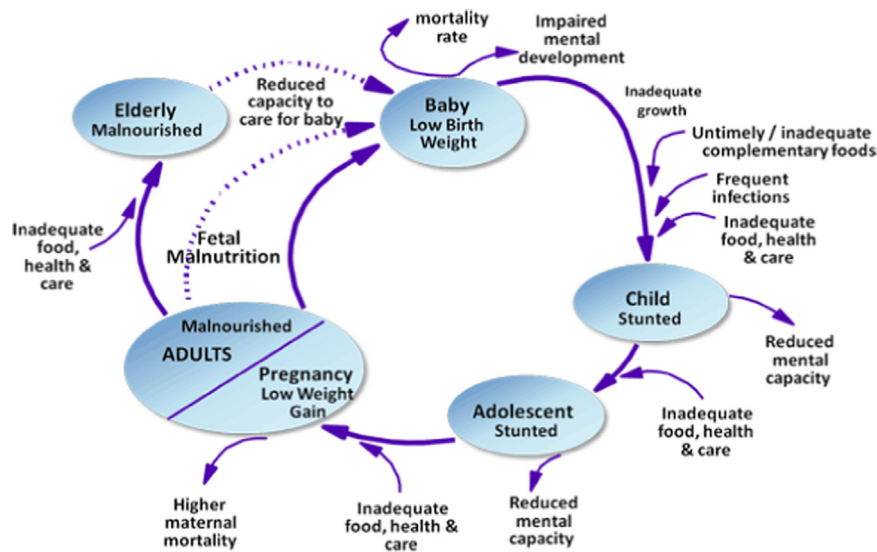 mortality
rate
Impaired
mental
development
Elderly
Malnourished
Reduced
capacity to
care for baby
Baby
Low Birth
Weight
Inadequate
growth
Untimely / inadequate
complementary foods
Frequent
infections
Inadequate
food, health
& care
Inadequate
food,
health &
care
Fetal
Malnutrition
Child
Stunted
Malnourished
ADULTS
Pregnancy
Low Weight
Gain
Reduced
mental
capacity
Adolescent
Stunted
Inadequate
food, health
& care
Higher
maternal
mortality
Inadequate
food, health &
care
Reduced
mental
capacity